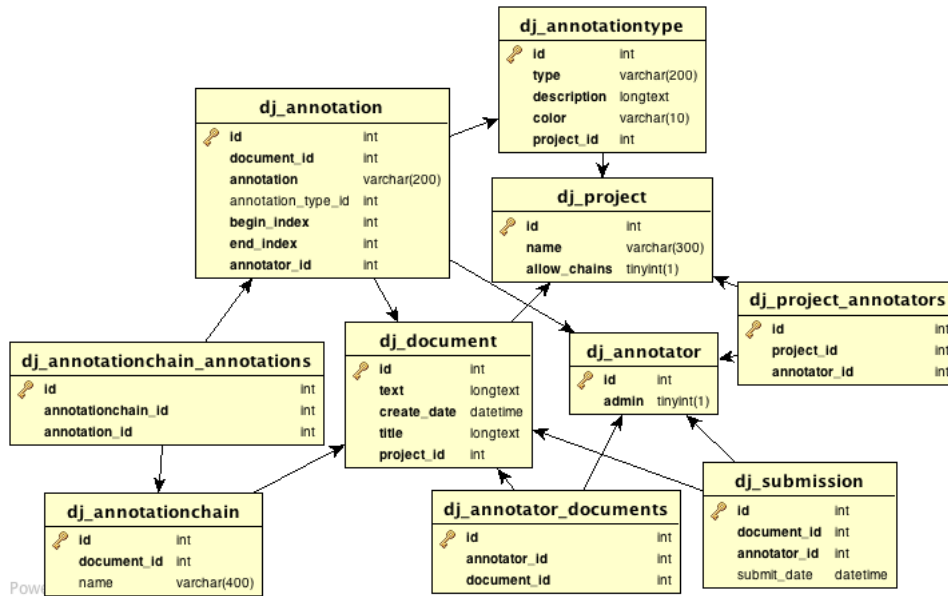 dj_annotationtype
id int
type varchar(200)
description longtext
color varchar(10)
project_id int
dj_annotation
id int
document_id int
annotation varchar(200)
annotation_type_id int
begin_index int
end_index int
annotator_id int
dj_project
id int
name varchar(300)
allow_chains tinyint(1)
dj_project_annotators
id int
project_id int
annotator_id int
dj_annotationchain_annotations
id int
annotationchain_id int
annotation_id int
dj_document
id int
text longtext
create_date datetime
title longtext
project_id int
dj_annotator
id int
admin tinyint(1)
dj_annotationchain
id int
document_id int
name varchar(400)
dj_annotator_documents
id int
annotator_id int
document_id int
dj_submission
id int
document_id int
annotator_id int
submit_date datetime